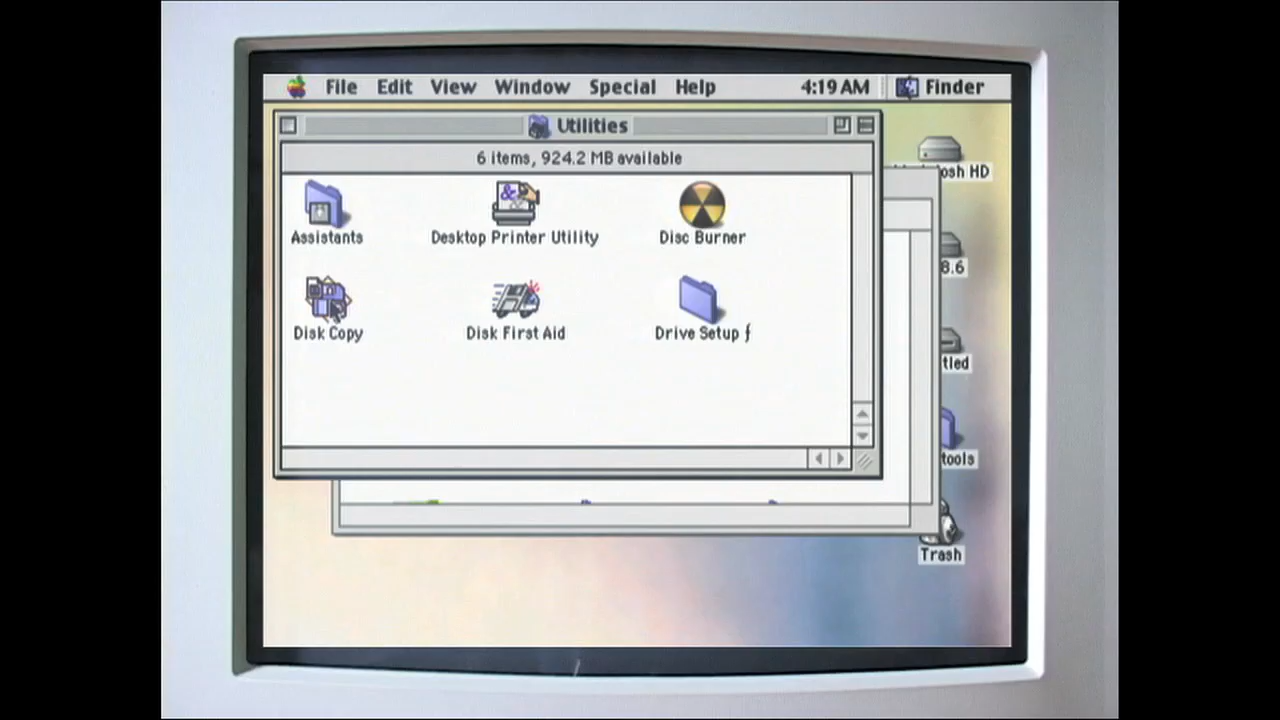 File Edit View Window Special Help 4:19 AM Finder
Utilities
6 items, 924.2 MB available
Assistants
Desktop Printer Utility
Disc Burner
Disk Copy
Disk First Aid
Drive Setup ƒ
osh HD
8.6
tled
tools
Trash